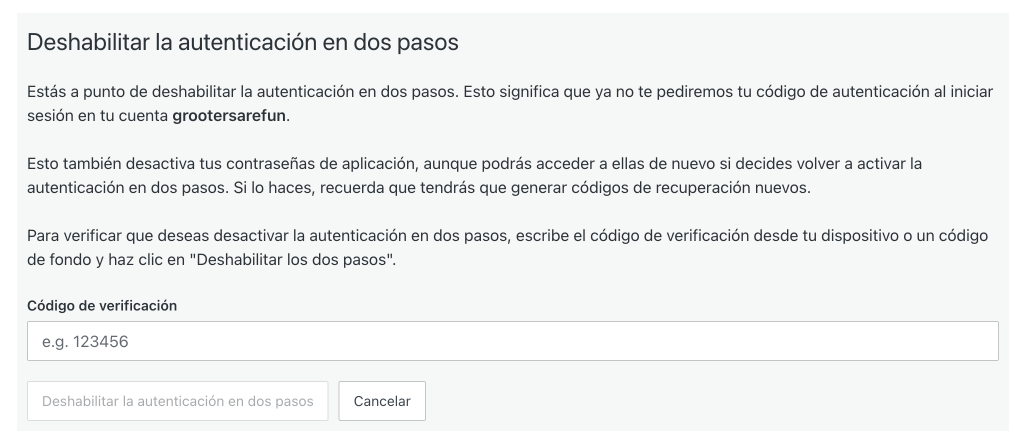 Deshabilitar la autenticación en dos pasos
Estás a punto de deshabilitar la autenticación en dos pasos. Esto significa que ya no te pediremos tu código de autenticación al iniciar
sesión en tu cuenta grootersarefun.
Esto también desactiva tus contraseñas de aplicación, aunque podrás acceder a ellas de nuevo si decides volver a activar la
autenticación en dos pasos. Si lo haces, recuerda que tendrás que generar códigos de recuperación nuevos.
Para verificar que deseas desactivar la autenticación en dos pasos, escribe el código de verificación desde tu dispositivo o un código
de fondo y haz clic en "Deshabilitar los dos pasos".
Código de verificación
e.g. 123456
Deshabilitar la autenticación en dos pasos Cancelar